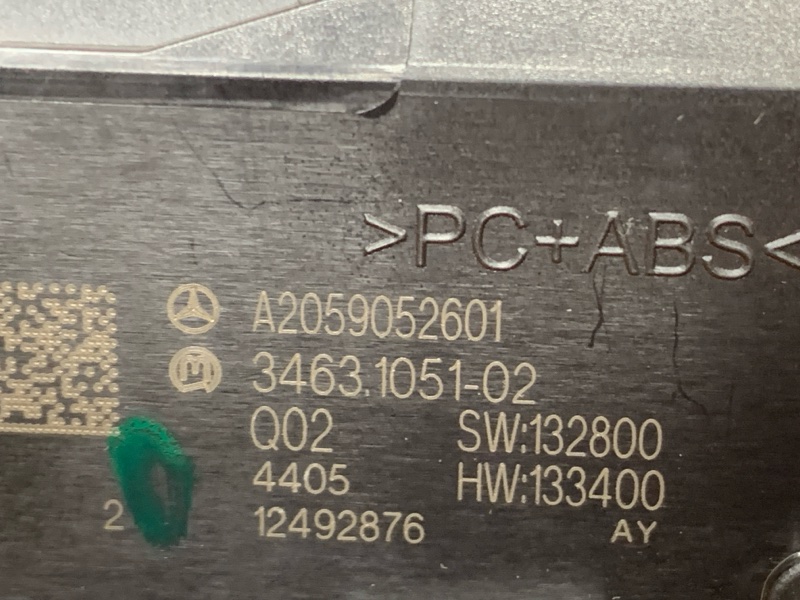 >PC+ABS<
A2059052601
3463.1051-02
Q02 SW:132800
4405 HW:133400
2 12492876 AY